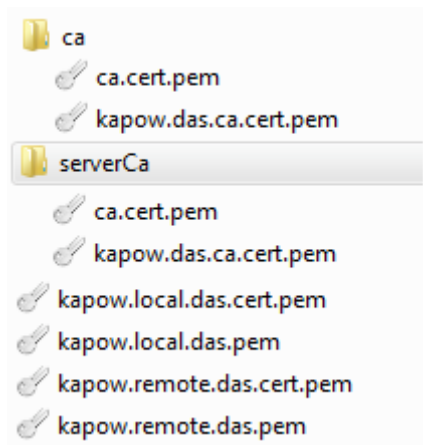 ca
ca.cert.pem
kapow.das.ca.cert.pem
serverCa
ca.cert.pem
kapow.das.ca.cert.pem
kapow.local.das.cert.pem
kapow.local.das.pem
kapow.remote.das.cert.pem
kapow.remote.das.pem